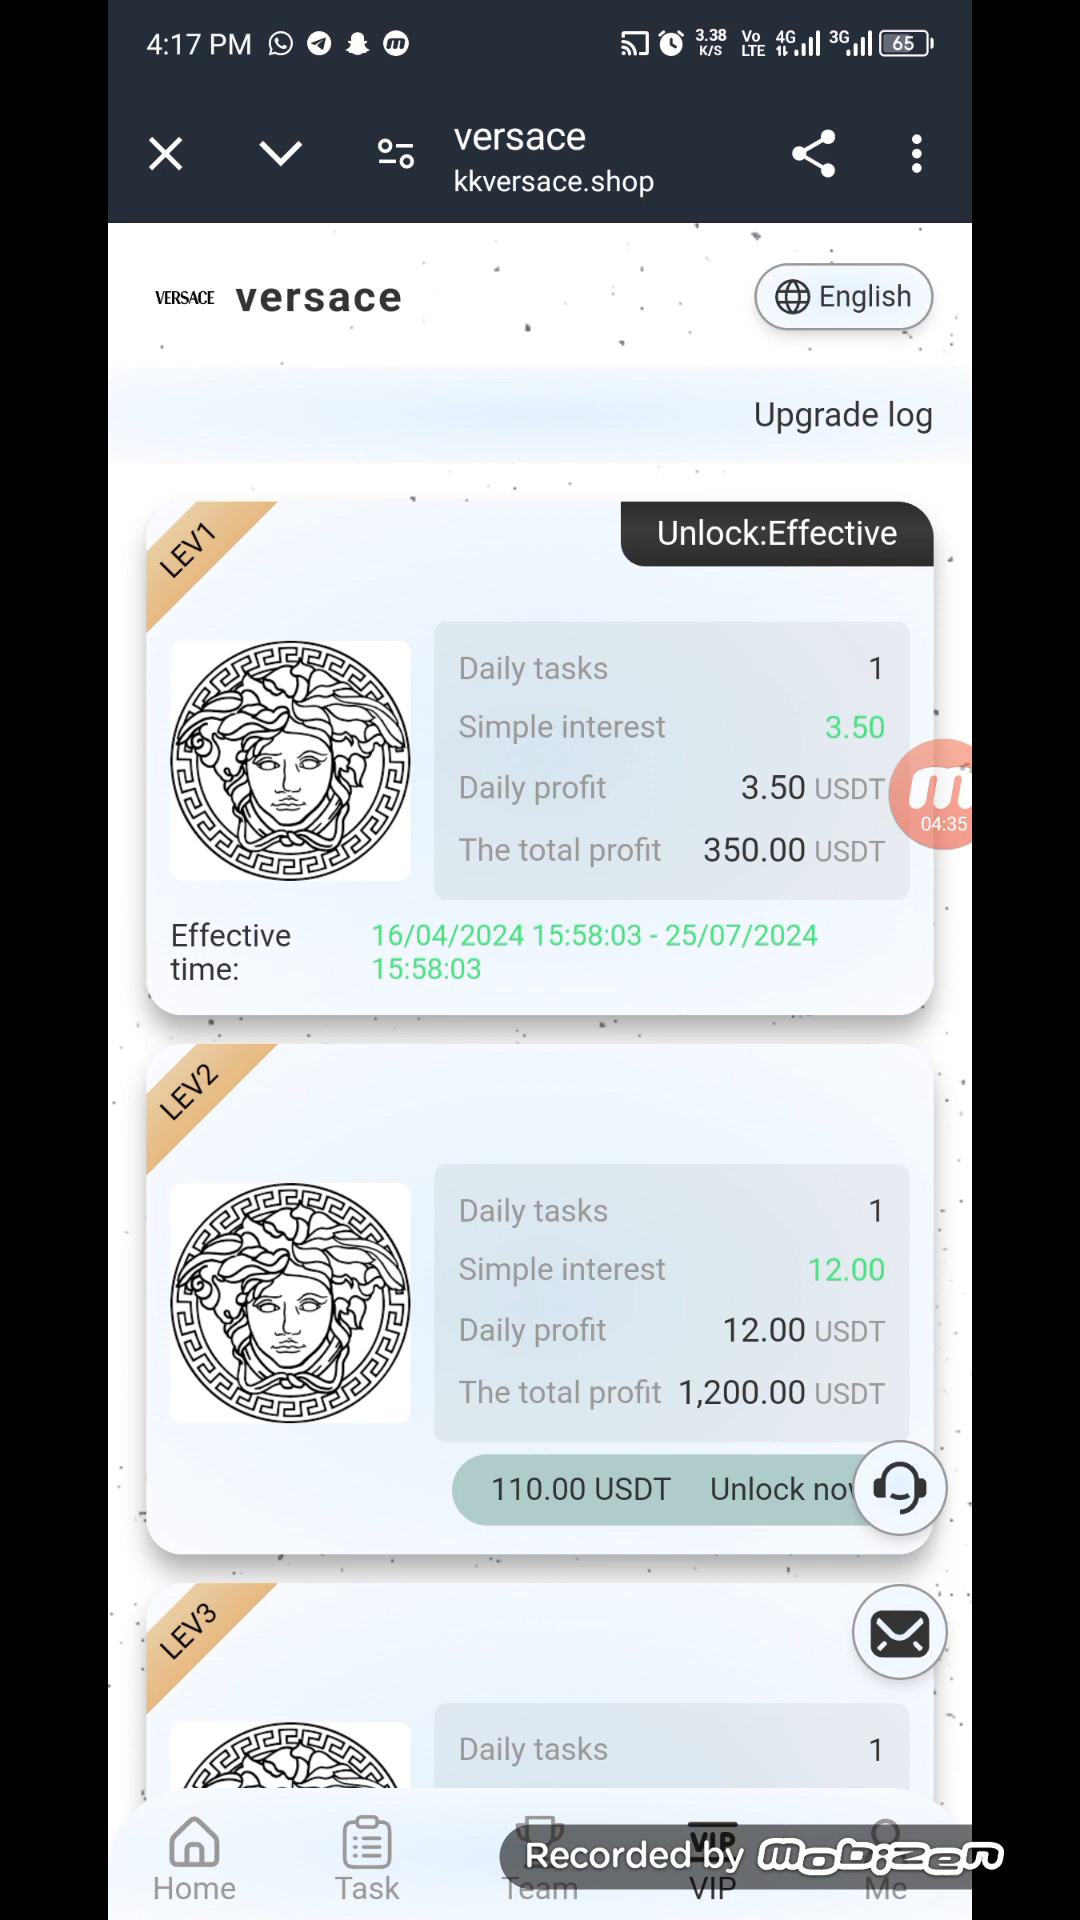 4:17 PM
3.38 K/S
Vo LTE
4G
3G
65
versace
kkversace.shop
VERSACE versace
English
Upgrade log
LEV1
Unlock:Effective
Daily tasks 1
Simple interest 3.50
Daily profit 3.50 USDT
The total profit 350.00 USDT
04:35
Effective time: 16/04/2024 15:58:03 - 25/07/2024 15:58:03
LEV2
Daily tasks 1
Simple interest 12.00
Daily profit 12.00 USDT
The total profit 1,200.00 USDT
110.00 USDT Unlock now
LEV3
Daily tasks 1
VIP
Recorded by mobizen
Home Task Team VIP Me